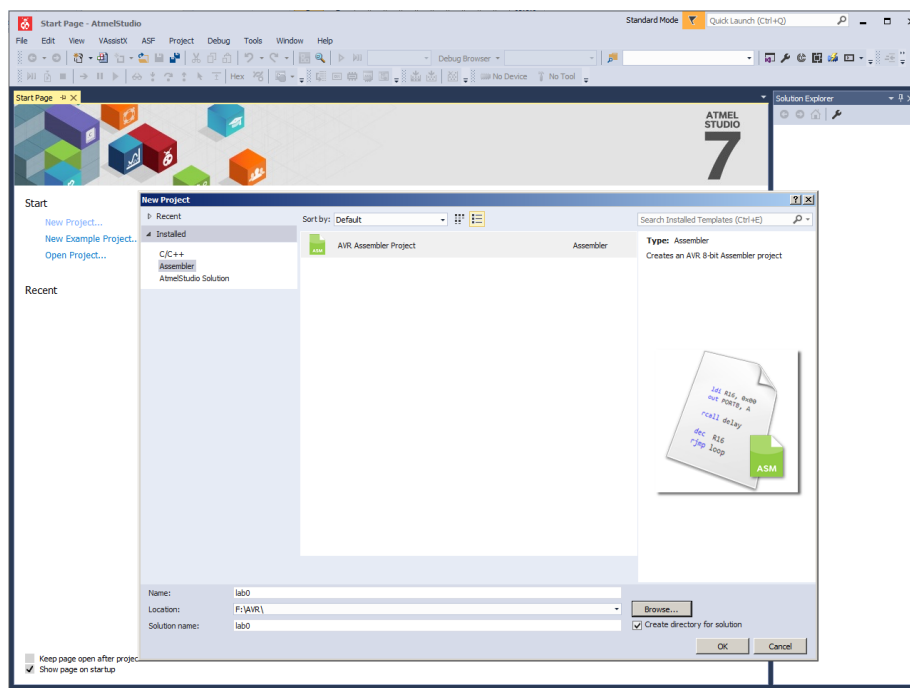 Start Page - AtmelStudio
Standard Mode
Quick Launch (Ctrl+Q)
File Edit View VAssistX ASF Project Debug Tools Window Help
Debug Browser
Hex
No Device
No Tool
Start Page
Solution Explorer
ATMEL
STUDIO
7
Start
New Project...
New Example Project...
Open Project...
Recent
New Project
Recent
Sort by: Default
Search Installed Templates (Ctrl+E)
Installed
C/C++
Assembler
AtmelStudio Solution
ASM
AVR Assembler Project
Assembler
Type: Assembler
Creates an AVR 8-bit Assembler project
ldi R16, 0x00
out PORTB, A
rcall delay
dec R16
rjmp loop
ASM
Name: lab0
Location: F:\AVR\
Browse...
Solution name: lab0
Create directory for solution
OK Cancel
Keep page open after projec
Show page on startup